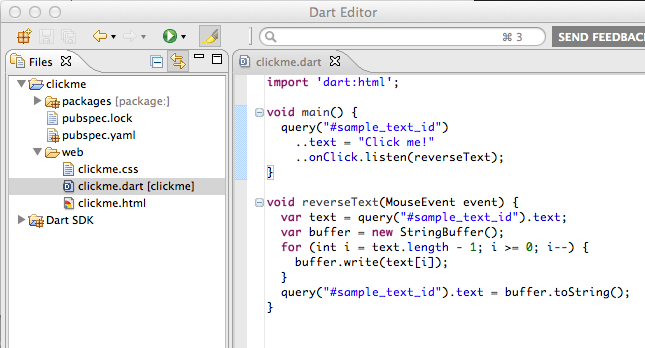 Dart Editor
⌘ 3
SEND FEEDBACK
Files
clickme.dart
clickme
packages [package:]
pubspec.lock
pubspec.yaml
web
clickme.css
clickme.dart [clickme]
clickme.html
Dart SDK
import 'dart:html';
void main() {
query("#sample_text_id")
..text = "Click me!"
..onClick.listen(reverseText);
}
void reverseText(MouseEvent event) {
var text = query("#sample_text_id").text;
var buffer = new StringBuffer();
for (int i = text.length - 1; i >= 0; i--) {
buffer.write(text[i]);
}
query("#sample_text_id").text = buffer.toString();
}